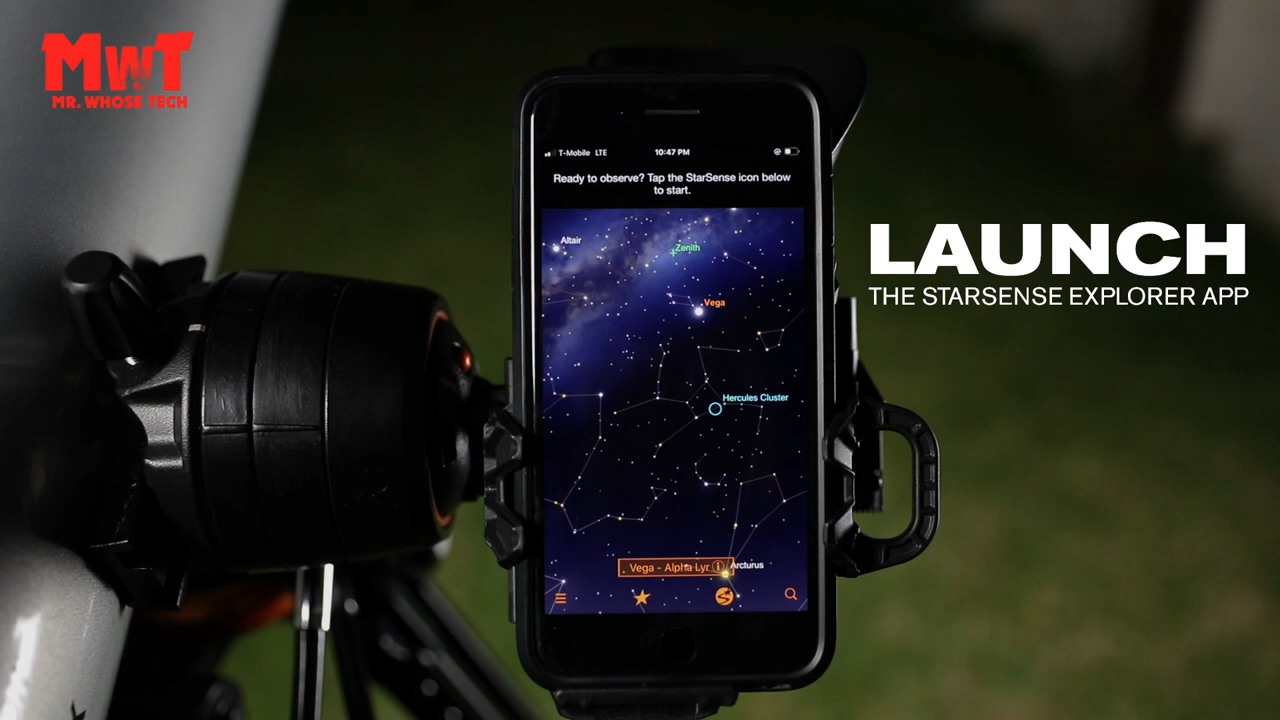 MWT
MR. WHOSE TECH
T-Mobile LTE
10:47 PM
Ready to observe? Tap the StarSense icon below
to start.
Altair
Zenith
Vega
Hercules Cluster
Vega - Alpha Lyr
Arcturus
LAUNCH
THE STARSENSE EXPLORER APP